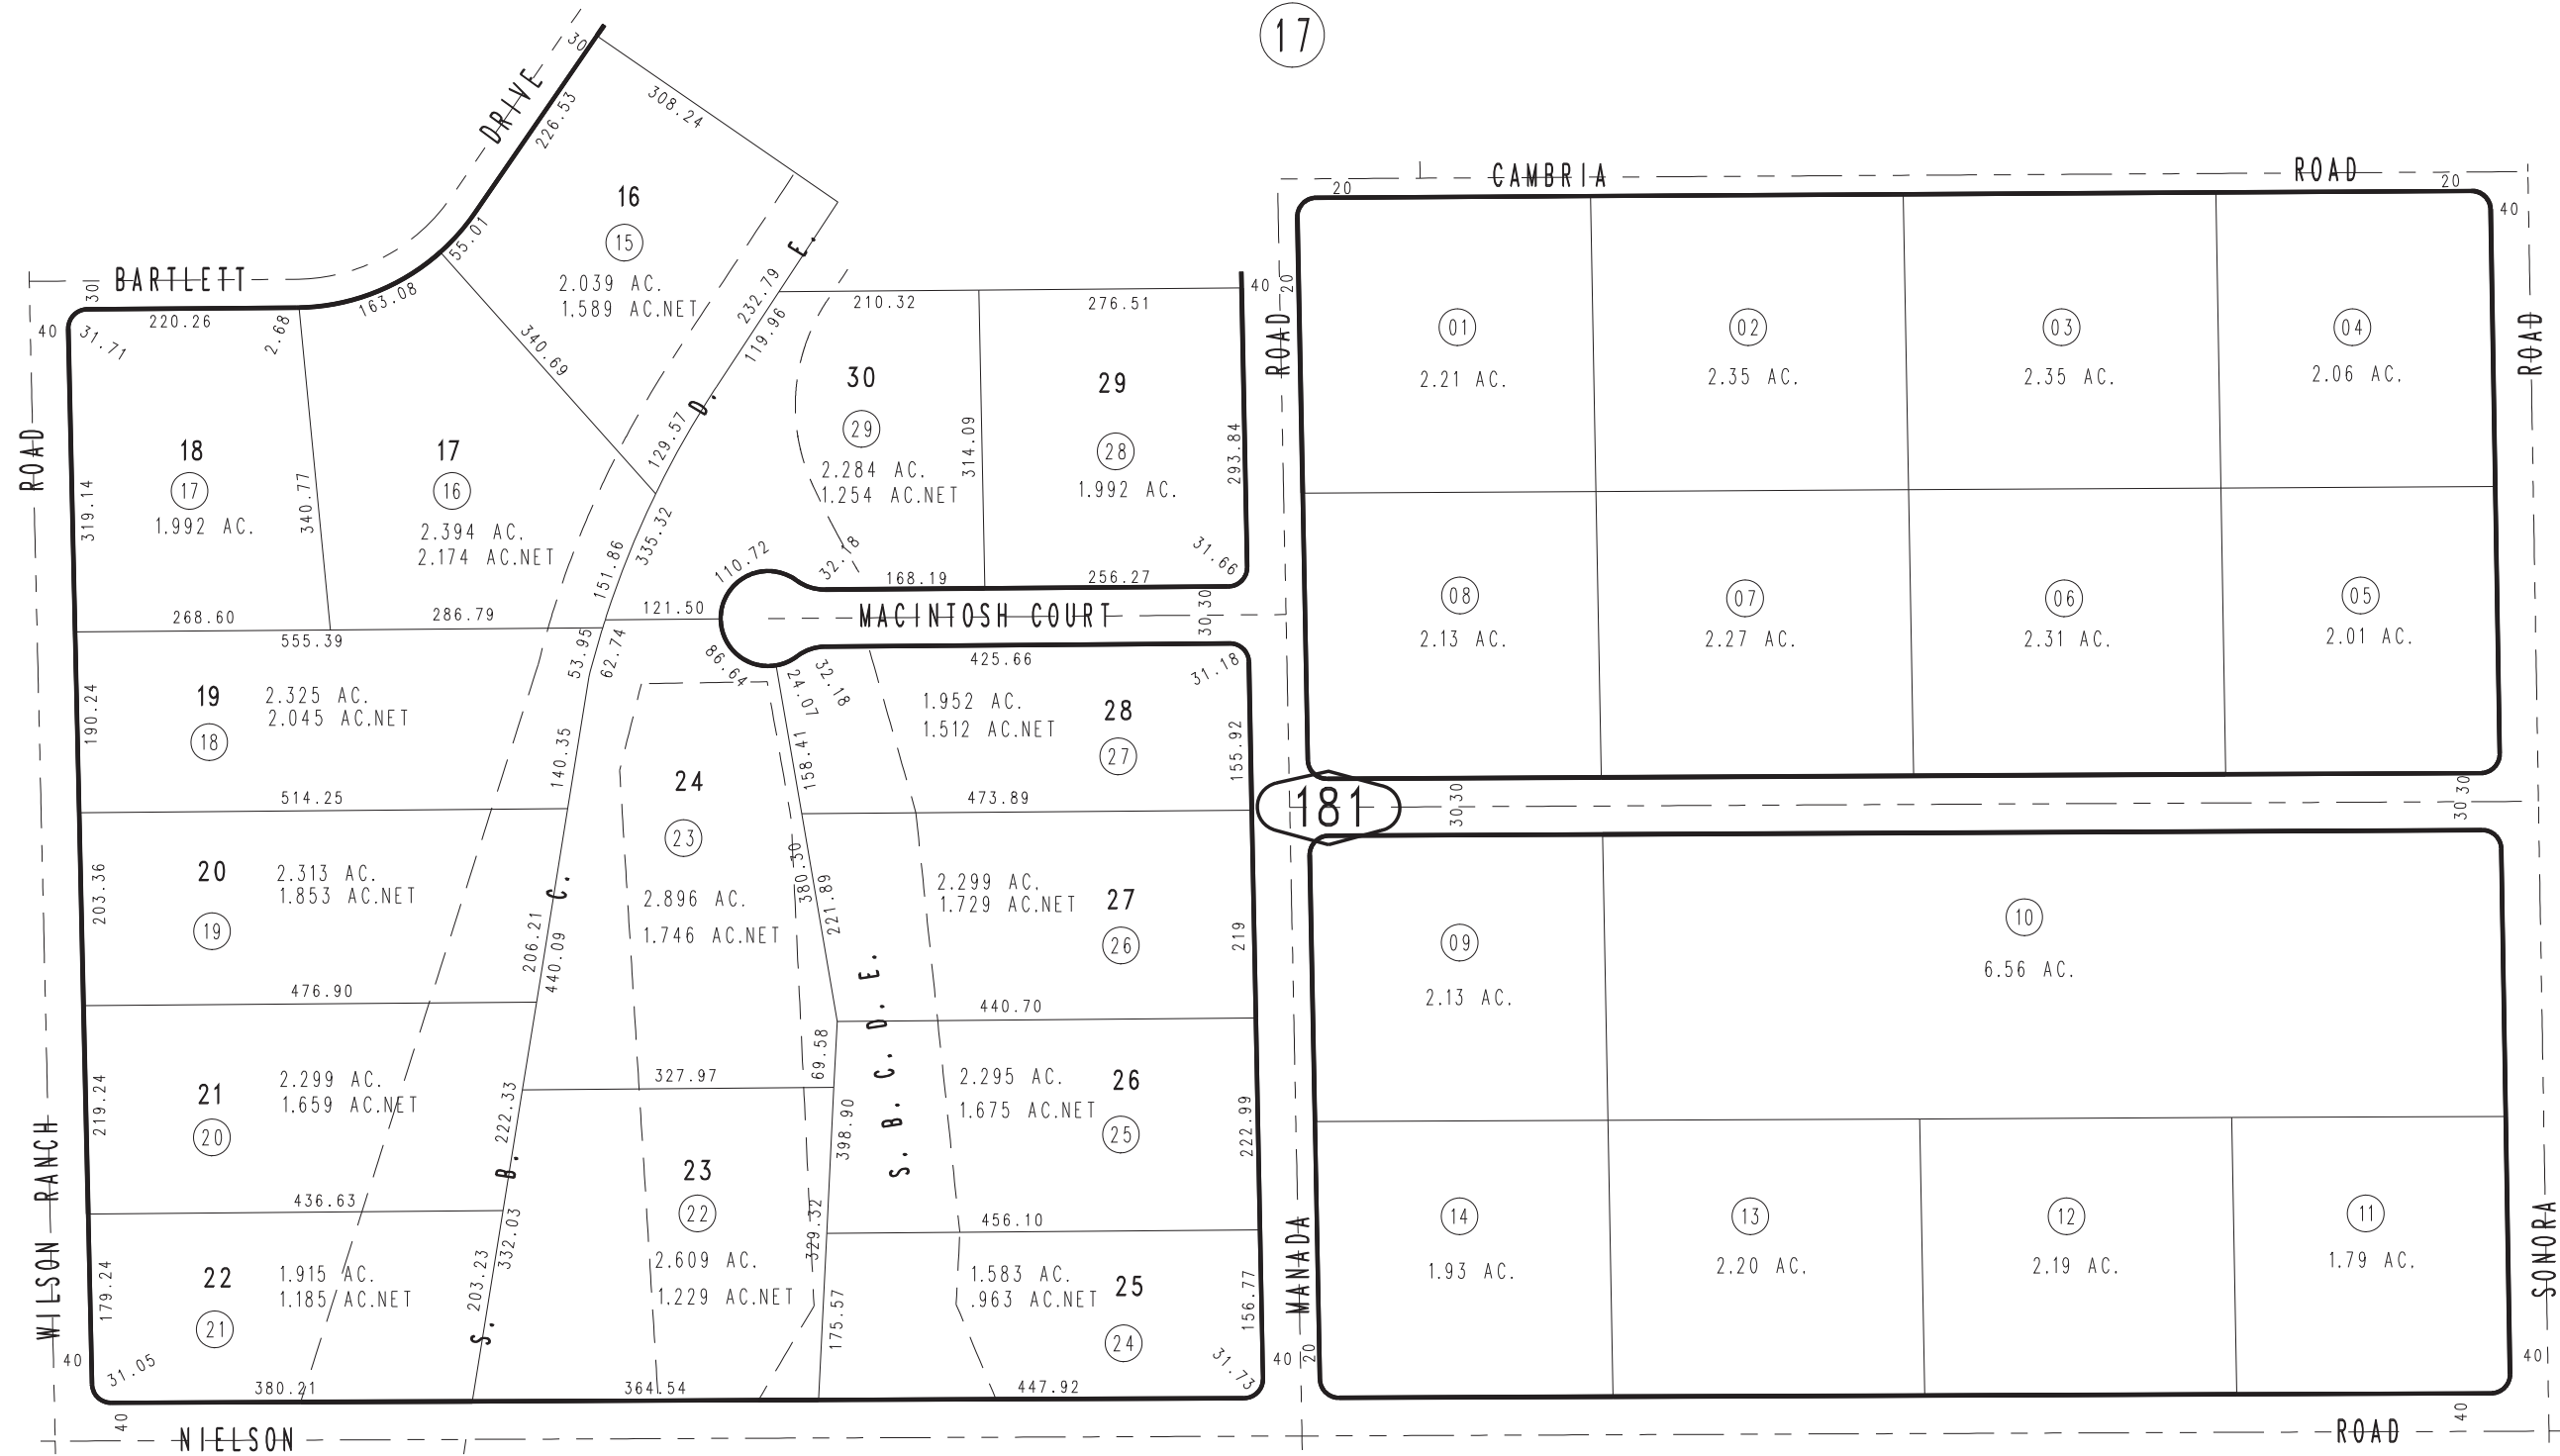 17
30
DRIVE
226.53
308.24
16
15
2.039 AC.
1.589 AC.NET
55.01
BARTLETT
30
40
31.71
220.26
2.68
163.08
340.69
232.79
E.
119.96
D.
129.57
ROAD
319.14
18
17
1.992 AC.
340.77
17
16
2.394 AC.
2.174 AC.NET
335.32
151.86
268.60
286.79
555.39
210.32
276.51
40
20
30
29
2.284 AC.
1.254 AC.NET
314.09
29
28
1.992 AC.
293.84
ROAD
110.72
32.18
168.19
256.27
31.66
121.50
MACINTOSH COURT
30
30
53.95
62.74
86.64
24.07
32.18
425.66
31.18
190.24
19
18
2.325 AC.
2.045 AC.NET
514.25
140.35
24
23
2.896 AC.
1.746 AC.NET
158.41
1.952 AC.
1.512 AC.NET
28
27
155.92
473.89
203.36
20
19
2.313 AC.
1.853 AC.NET
476.90
C.
206.21
440.09
380.30
221.89
2.299 AC.
1.729 AC.NET
27
26
219
440.70
S. B. C. D. E.
69.58
327.97
219.24
21
20
2.299 AC.
1.659 AC.NET
436.63
222.33
B.
398.90
2.295 AC.
1.675 AC.NET
26
25
222.99
456.10
23
22
2.609 AC.
1.229 AC.NET
329.32
175.57
332.03
203.23
S.
179.24
22
21
1.915 AC.
1.185 AC.NET
31.05
380.21
364.54
1.583 AC.
.963 AC.NET
25
24
156.77
31.73
447.92
WILSON RANCH
40
40
NIELSON
20
CAMBRIA
ROAD
20
40
01
2.21 AC.
02
2.35 AC.
03
2.35 AC.
04
2.06 AC.
ROAD
08
2.13 AC.
07
2.27 AC.
06
2.31 AC.
05
2.01 AC.
181
30
30
30
30
09
2.13 AC.
10
6.56 AC.
14
1.93 AC.
13
2.20 AC.
12
2.19 AC.
11
1.79 AC.
MANADA
SONORA
40
20
40
40
ROAD